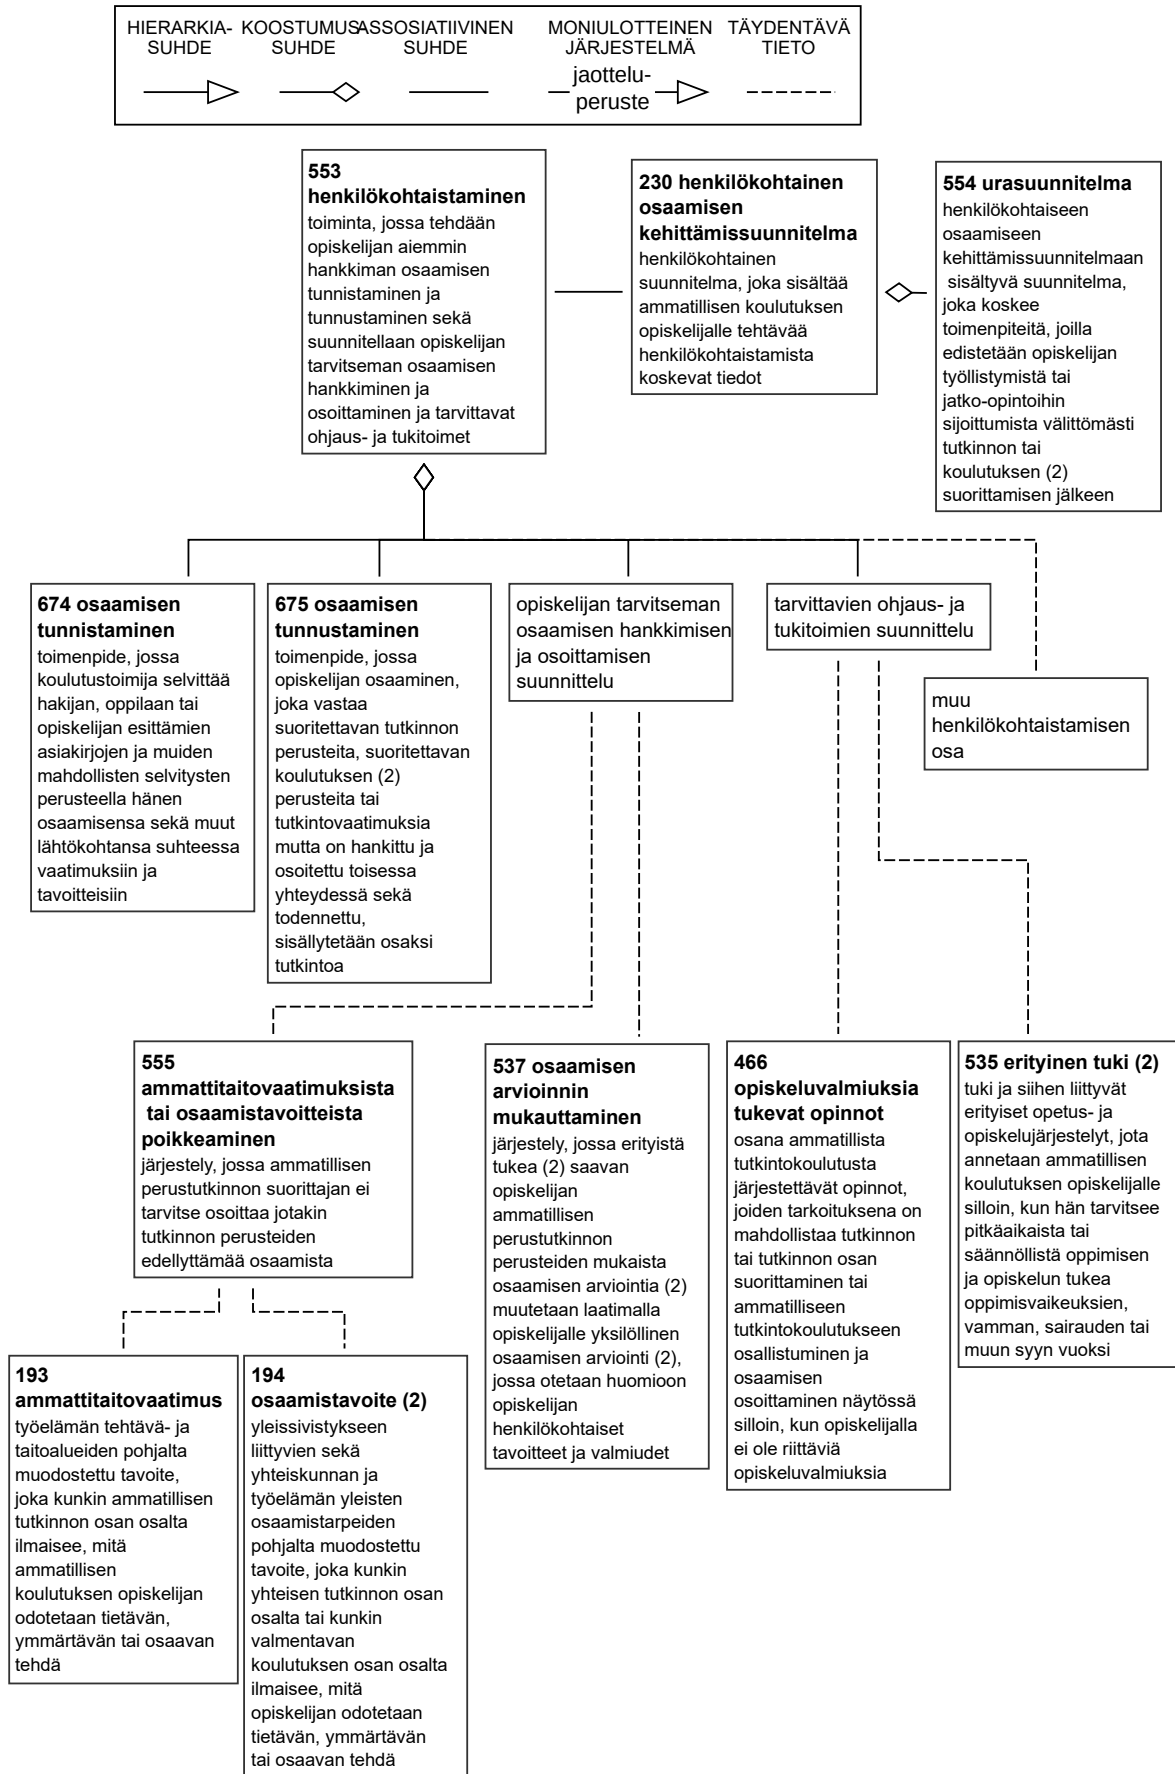 HIERARKIA-
SUHDE
KOOSTUMUS
SUHDE
ASSOSIATIIVINEN
SUHDE
MONIULOTTEINEN
JÄRJESTELMÄ
TÄYDENTÄVÄ
TIETO
jaottelu-
peruste
553
henkilökohtaistaminen
toiminta, jossa tehdään
opiskelijan aiemmin
hankkiman osaamisen
tunnistaminen ja
tunnustaminen sekä
suunnitellaan opiskelijan
tarvitseman osaamisen
hankkiminen ja
osoittaminen ja tarvittavat
ohjaus- ja tukitoimet
230 henkilökohtainen
osaamisen
kehittämissuunnitelma
henkilökohtainen
suunnitelma, joka sisältää
ammatillisen koulutuksen
opiskelijalle tehtävää
henkilökohtaistamista
koskevat tiedot
554 urasuunnitelma
henkilökohtaiseen
osaamiseen
kehittämissuunnitelmaan
sisältyvä suunnitelma,
joka koskee
toimenpiteitä, joilla
edistetään opiskelijan
työllistymistä tai
jatko-opintoihin
sijoittumista välittömästi
tutkinnon tai
koulutuksen (2)
suorittamisen jälkeen
674 osaamisen
tunnistaminen
toimenpide, jossa
koulutustoimija selvittää
hakijan, oppilaan tai
opiskelijan esittämien
asiakirjojen ja muiden
mahdollisten selvitysten
perusteella hänen
osaamisensa sekä muut
lähtökohtansa suhteessa
vaatimuksiin ja
tavoitteisiin
675 osaamisen
tunnustaminen
toimenpide, jossa
opiskelijan osaaminen,
joka vastaa
suoritettavan tutkinnon
perusteita, suoritettavan
koulutuksen (2)
perusteita tai
tutkintovaatimuksia
mutta on hankittu ja
osoitettu toisessa
yhteydessä sekä
todennettu,
sisällytetään osaksi
tutkintoa
opiskelijan tarvitseman
osaamisen hankkimisen
ja osoittamisen
suunnittelu
tarvittavien ohjaus- ja
tukitoimien suunnittelu
muu
henkilökohtaistamisen
osa
555
ammattitaitovaatimuksista
tai osaamistavoitteista
poikkeaminen
järjestely, jossa ammatillisen
perustutkinnon suorittajan ei
tarvitse osoittaa jotakin
tutkinnon perusteiden
edellyttämää osaamista
537 osaamisen
arvioinnin
mukauttaminen
järjestely, jossa erityistä
tukea (2) saavan
opiskelijan
ammatillisen
perustutkinnon
perusteiden mukaista
osaamisen arviointia (2)
muutetaan laatimalla
opiskelijalle yksilöllinen
osaamisen arviointi (2),
jossa otetaan huomioon
opiskelijan
henkilökohtaiset
tavoitteet ja valmiudet
466
opiskeluvalmiuksia
tukevat opinnot
osana ammatillista
tutkintokoulutusta
järjestettävät opinnot,
joiden tarkoituksena on
mahdollistaa tutkinnon
tai tutkinnon osan
suorittaminen tai
ammatilliseen
tutkintokoulutukseen
osallistuminen ja
osaamisen
osoittaminen näytössä
silloin, kun opiskelijalla
ei ole riittäviä
opiskeluvalmiuksia
535 erityinen tuki (2)
tuki ja siihen liittyvät
erityiset opetus- ja
opiskelujärjestelyt, jota
annetaan ammatillisen
koulutuksen opiskelijalle
silloin, kun hän tarvitsee
pitkäaikaista tai
säännöllistä oppimisen
ja opiskelun tukea
oppimisvaikeuksien,
vamman, sairauden tai
muun syyn vuoksi
193
ammattitaitovaatimus
työelämän tehtävä- ja
taitoalueiden pohjalta
muodostettu tavoite,
joka kunkin ammatillisen
tutkinnon osan osalta
ilmaisee, mitä
ammatillisen
koulutuksen opiskelijan
odotetaan tietävän,
ymmärtävän tai osaavan
tehdä
194
osaamistavoite (2)
yleissivistykseen
liittyvien sekä
yhteiskunnan ja
työelämän yleisten
osaamistarpeiden
pohjalta muodostettu
tavoite, joka kunkin
yhteisen tutkinnon osan
osalta tai kunkin
valmentavan
koulutuksen osan osalta
ilmaisee, mitä
opiskelijan odotetaan
tietävän, ymmärtävän
tai osaavan tehdä